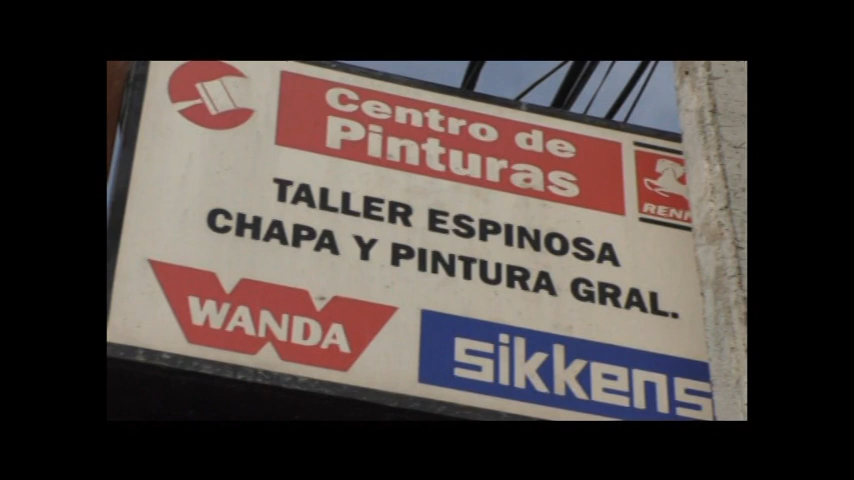 Centro de
Pinturas
TALLER ESPINOSA
CHAPA Y PINTURA GRAL.
WANDA
sikkens